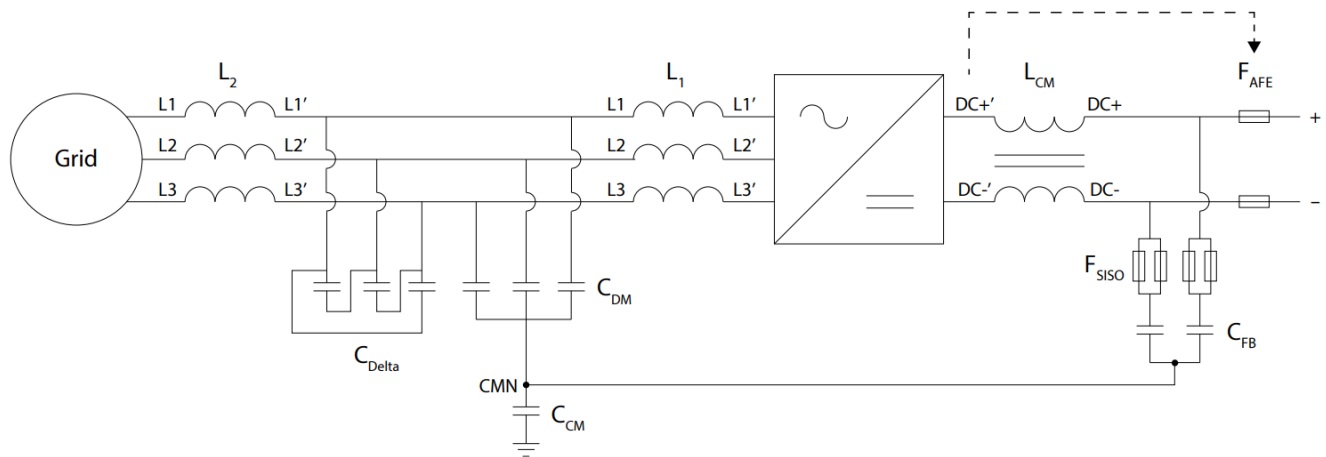 L2
L1
LCM
FAFE
L1
L1′
L1
L1′
DC+′
DC+
+
Grid
L2
L2′
L2
L2′
L3
L3′
L3
L3′
DC-′
DC-
−
FSISO
CDM
CFB
CDelta
CMN
CCM